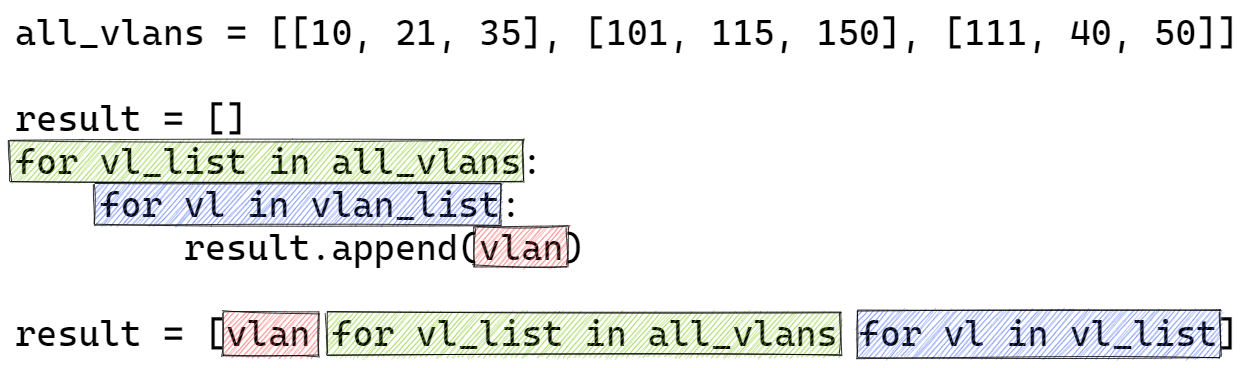 all_vlans = [[10, 21, 35], [101, 115, 150], [111, 40, 50]]
result = []
for vl_list in all_vlans:
for vl in vlan_list:
result.append(vlan)
result = [vlan for vl_list in all_vlans for vl in vl_list]